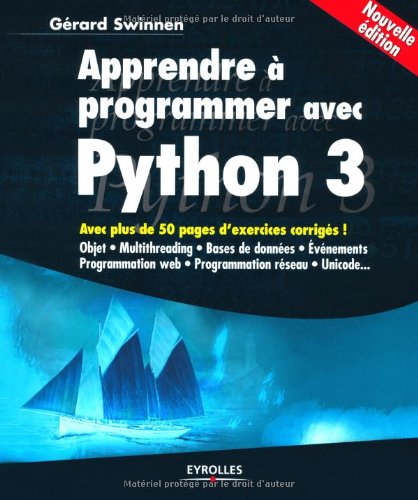 Matériel protégé par le droit d'auteur
Gérard Swinnen
Nouvelle
édition
Apprendre à
programmer avec
Python 3
Avec plus de 50 pages d'exercices corrigés !
Objet • Multithreading • Bases de données • Événements
Programmation web • Programmation réseau • Unicode...
EYROLLES
Matériel protégé par le droit d'auteur